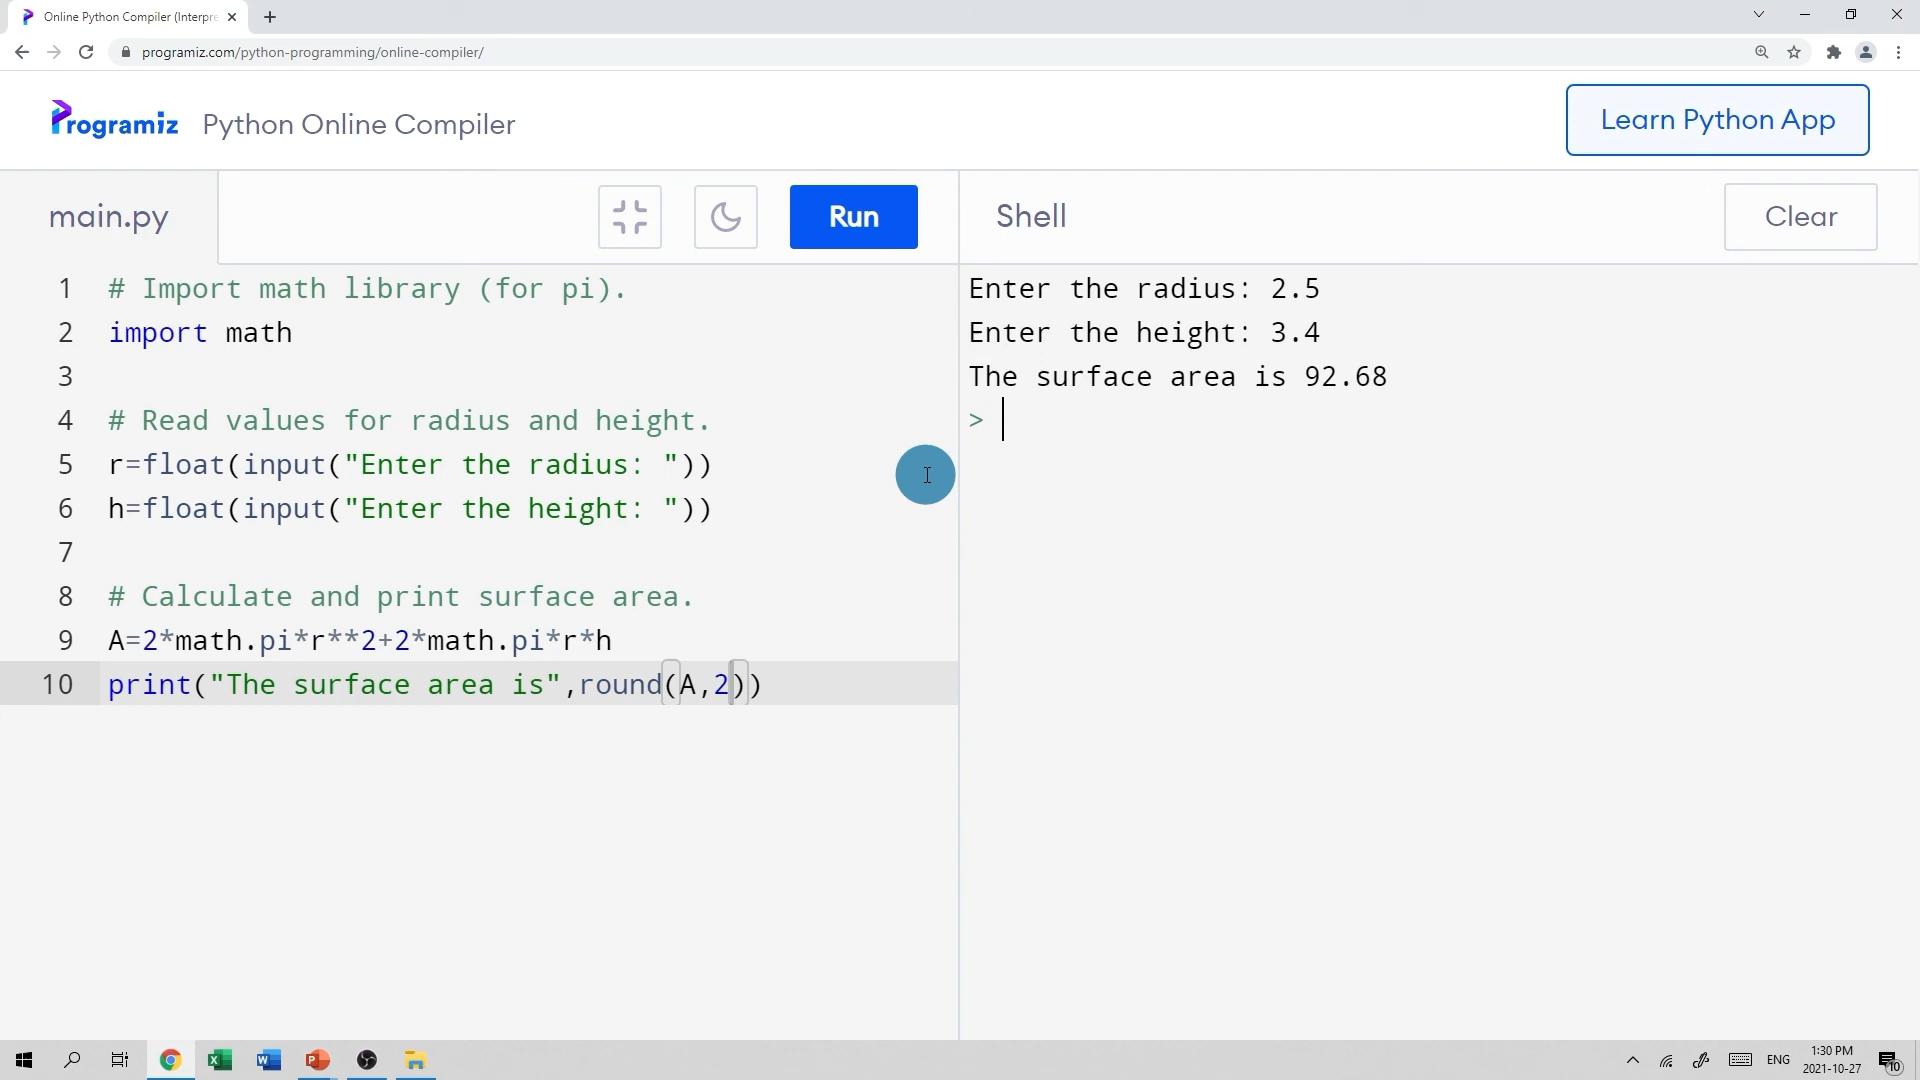 Online Python Compiler (Interpre
programiz.com/python-programming/online-compiler/
Programiz Python Online Compiler Learn Python App
main.py Run Shell Clear
1 # Import math library (for pi).
2 import math
3
4 # Read values for radius and height.
5 r=float(input("Enter the radius: "))
6 h=float(input("Enter the height: "))
7
8 # Calculate and print surface area.
9 A=2*math.pi*r**2+2*math.pi*r*h
10 print("The surface area is",round(A,2))
Enter the radius: 2.5
Enter the height: 3.4
The surface area is 92.68
>
ENG 1:30 PM
2021-10-27
10